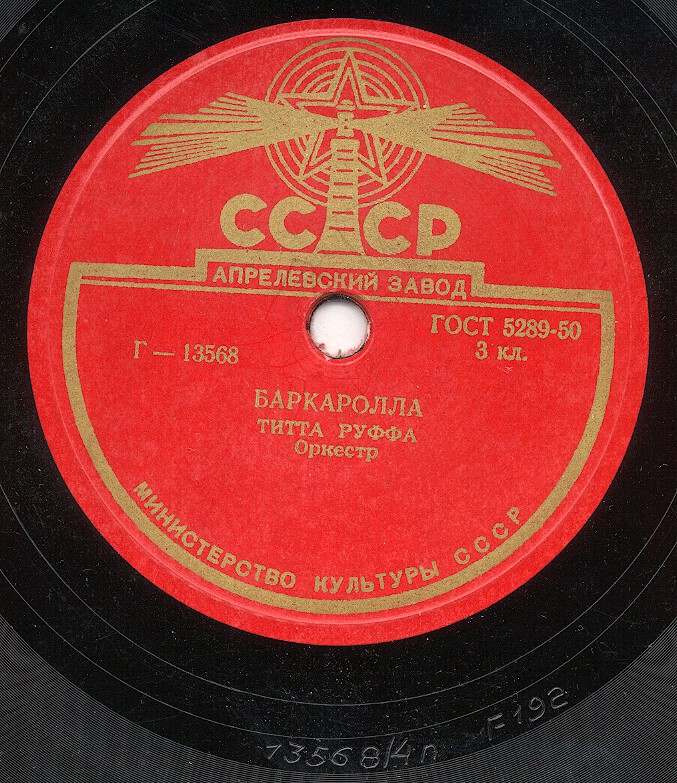 СССР
АПРЕЛЕВСКИЙ ЗАВОД
Г — 13568
ГОСТ 5289-50
3 кл.
БАРКАРОЛЛА
ТИТТА РУФФА
Оркестр
МИНИСТЕРСТВО КУЛЬТУРЫ СССР
13568/4п
F192